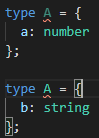 type A = {
  a: number
};
type A = {
  b: string
};